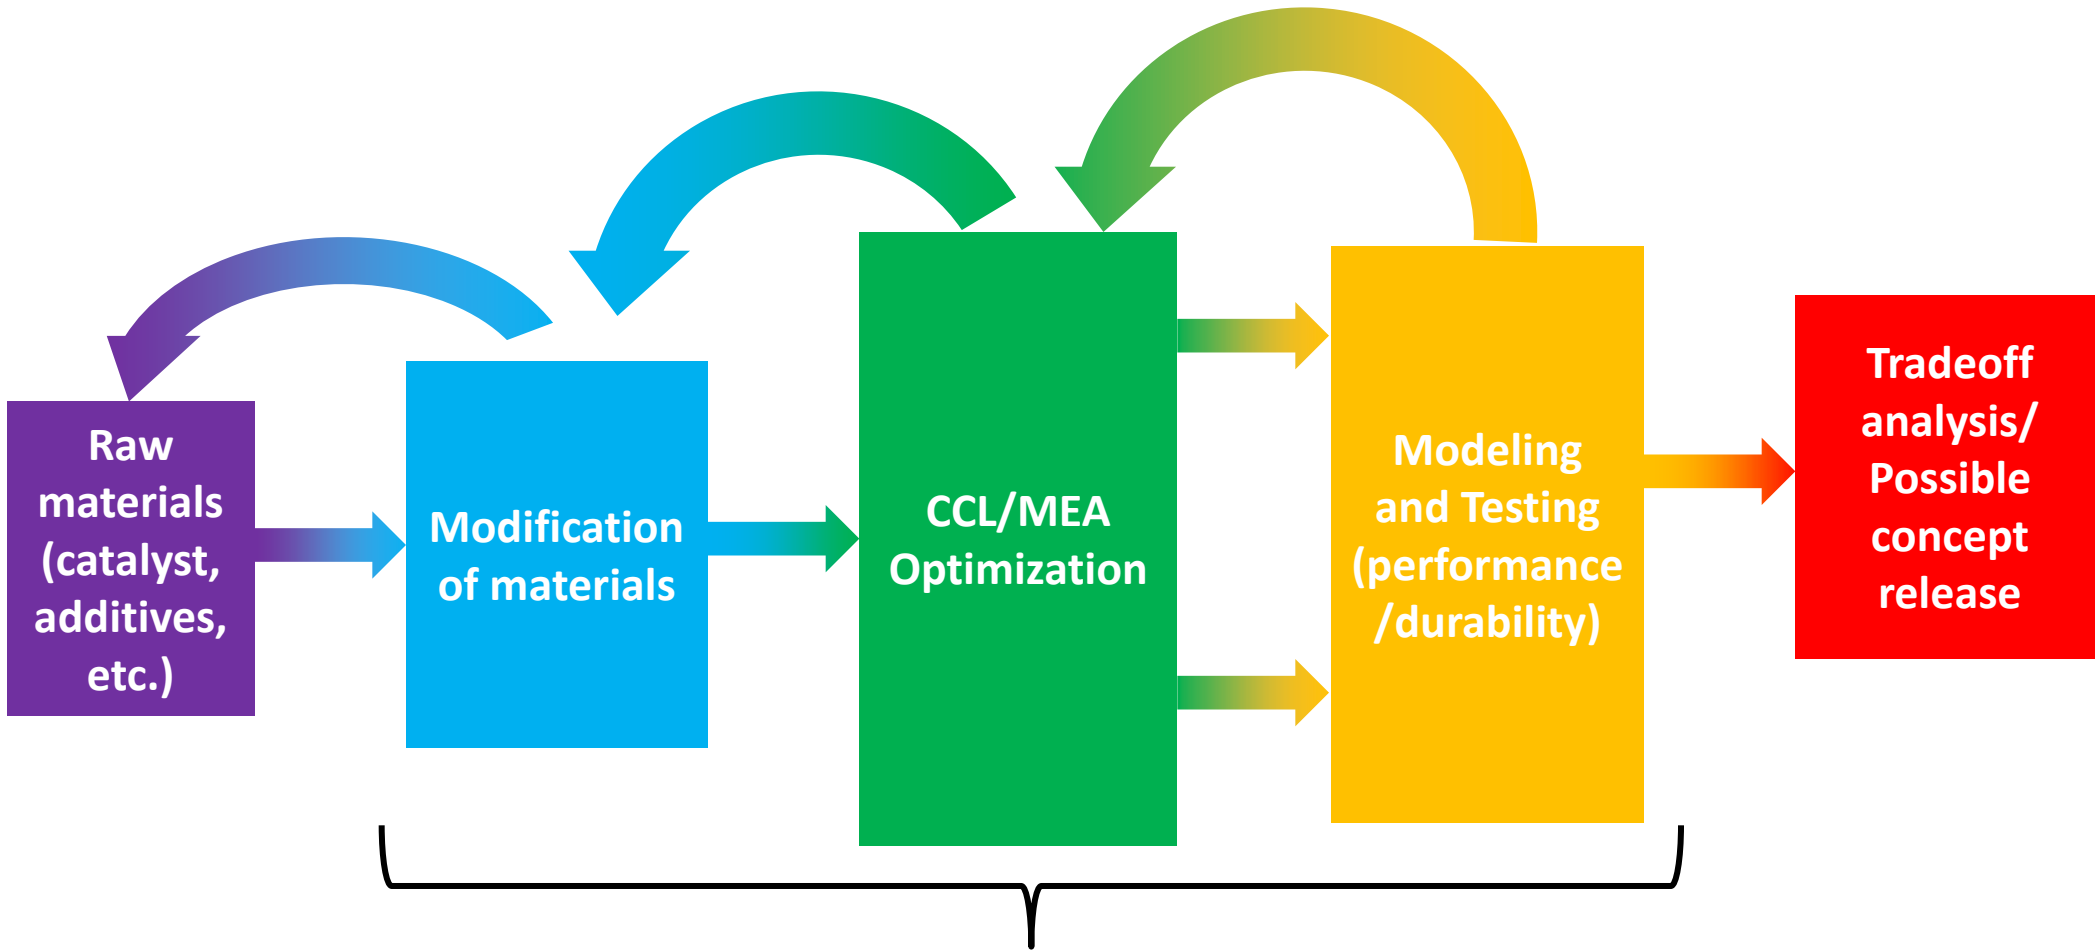 Raw
materials
(catalyst,
additives,
etc.)
Modification
of materials
CCL/MEA
Optimization
Modeling
and Testing
(performance
/durability)
Tradeoff
analysis/
Possible
concept
release